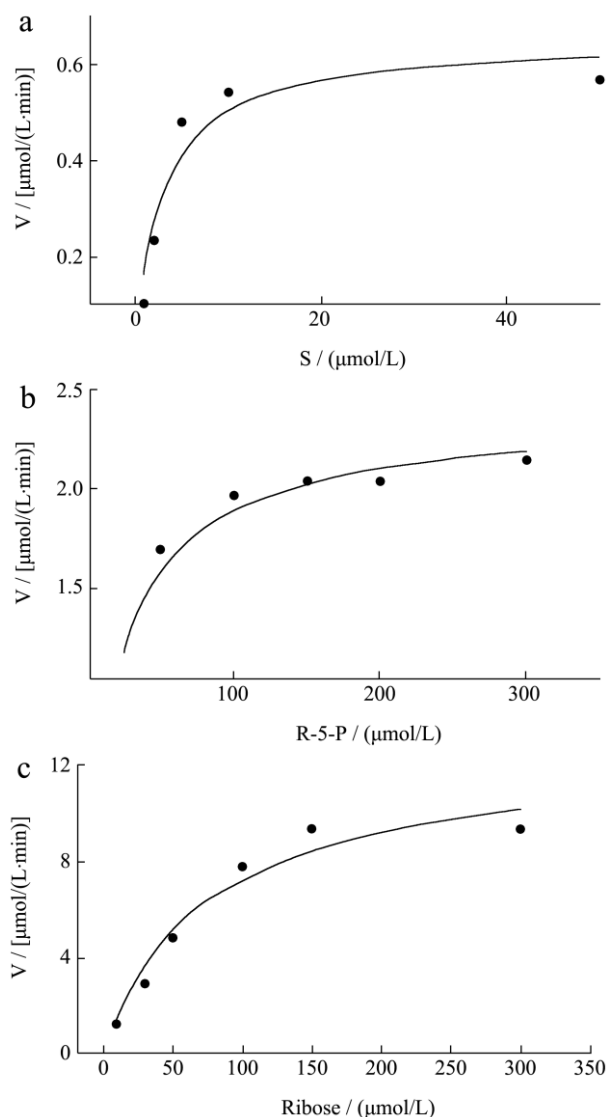 a
V / [μmol/(L·min)]
0.6
0.4
0.2
0 20 40
S / (μmol/L)
b
V / [μmol/(L·min)]
2.5
2.0
1.5
100 200 300
R-5-P / (μmol/L)
c
V / [μmol/(L·min)]
12
8
4
0
0 50 100 150 200 250 300 350
Ribose / (μmol/L)